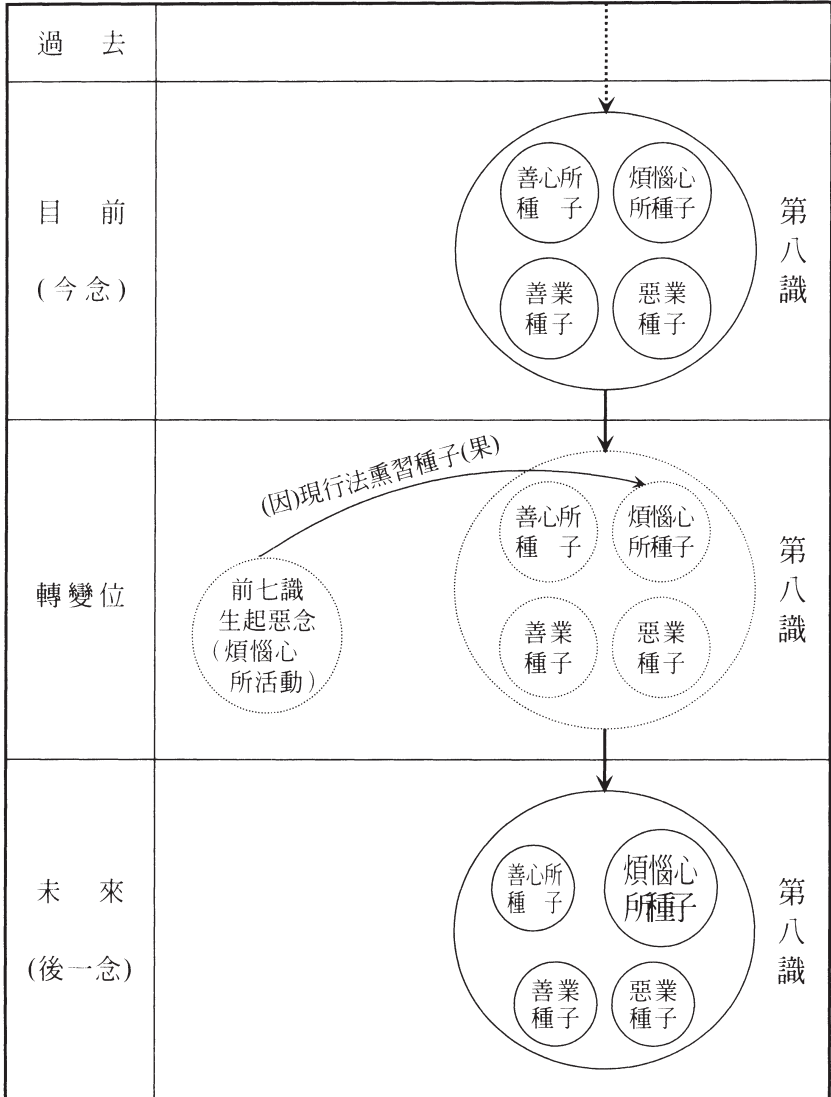 過 去
目 前
(今念)
善心所
種 子
煩惱心
所種子
善業
種子
惡業
種子
第八識
轉變位
(因)現行法熏習種子(果)
前七識
生起惡念
(煩惱心
所活動)
善心所
種 子
煩惱心
所種子
善業
種子
惡業
種子
第八識
未 來
(後一念)
善心所
種 子
煩惱心
所種子
善業
種子
惡業
種子
第八識